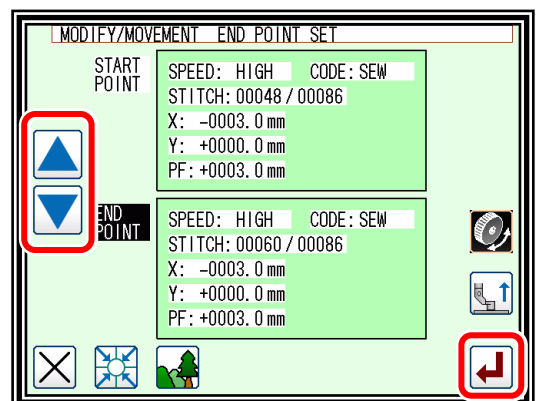 MODIFY/MOVEMENT END POINT SET
START
POINT
SPEED: HIGH CODE: SEW
STITCH: 00048 / 00086
X: -0003.0mm
Y: +0000.0mm
PF: +0003.0mm
END
POINT
SPEED: HIGH CODE: SEW
STITCH: 00060 / 00086
X: -0003.0mm
Y: +0000.0mm
PF: +0003.0mm